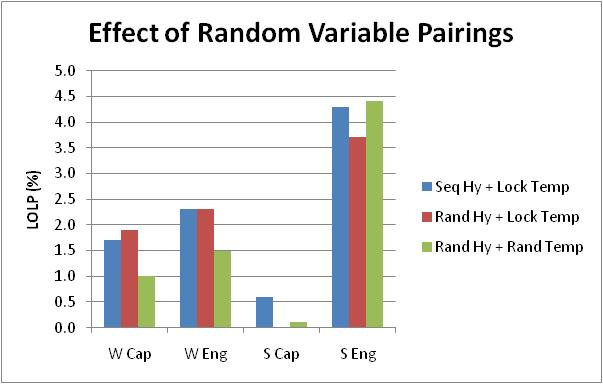 Effect of Random Variable Pairings
5.0
4.5
4.0
3.5
3.0
2.5
2.0
1.5
1.0
0.5
0.0
LOLP (%)
W Cap
W Eng
S Cap
S Eng
Seq Hy + Lock Temp
Rand Hy + Lock Temp
Rand Hy + Rand Temp